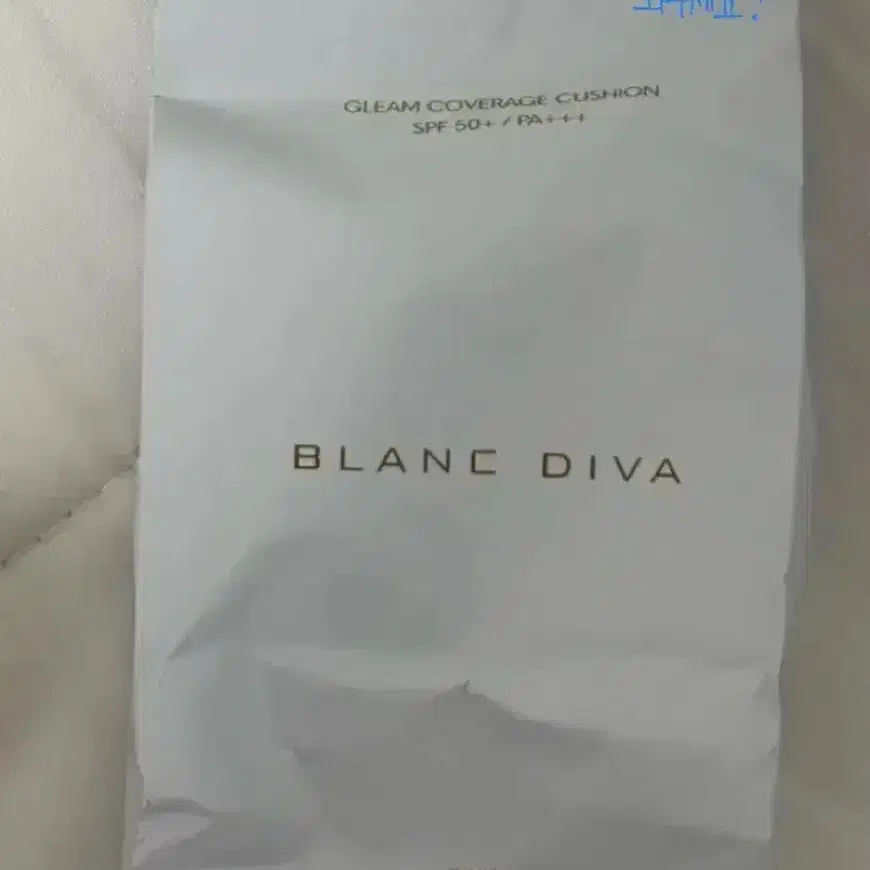 GLEAM COVERAGE CUSHION
SPF 50+ / PA+++
BLANC DIVA